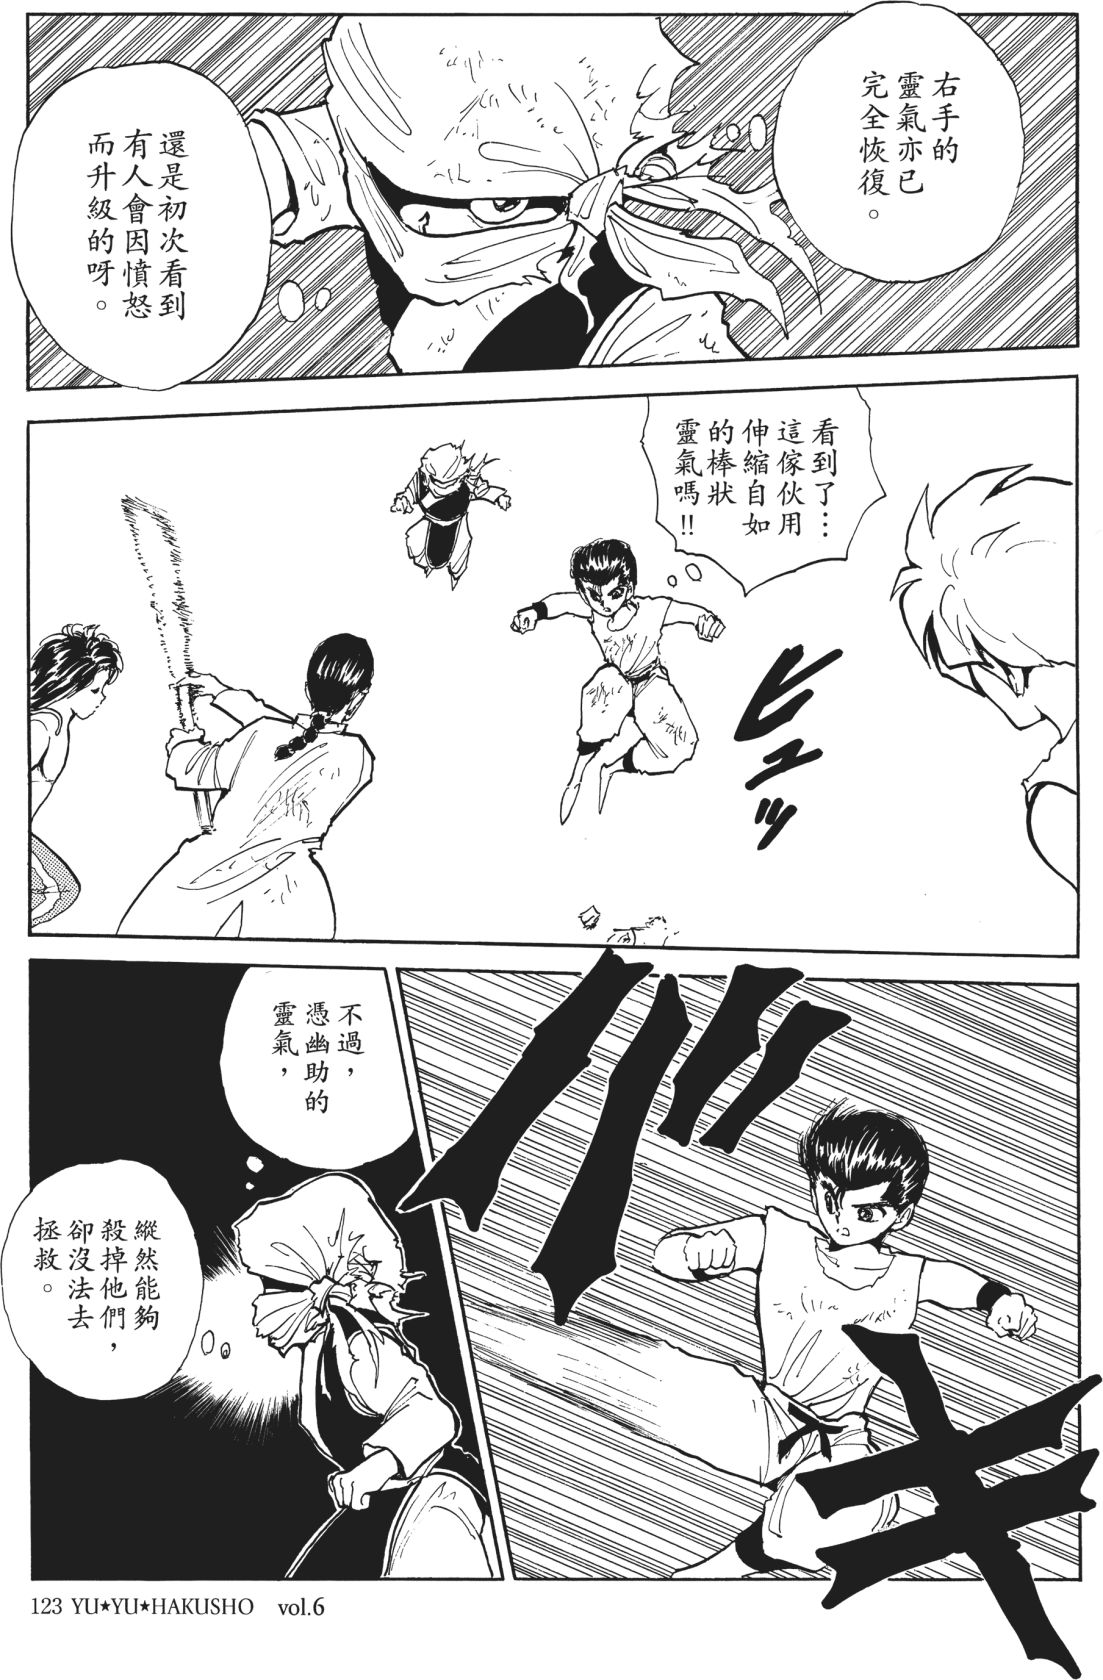 右手的
靈氣亦已
完全恢復。
還是初次看到
有人會因憤怒
而升級的呀。
看到了…
這傢伙用
伸縮自如
的棒狀
靈氣嗎!!
ヒュッ
不過，
憑幽助的
靈氣，
縱然能夠
殺掉他們，
卻沒法去
拯救。
キ
123 YU★YU★HAKUSHO vol.6